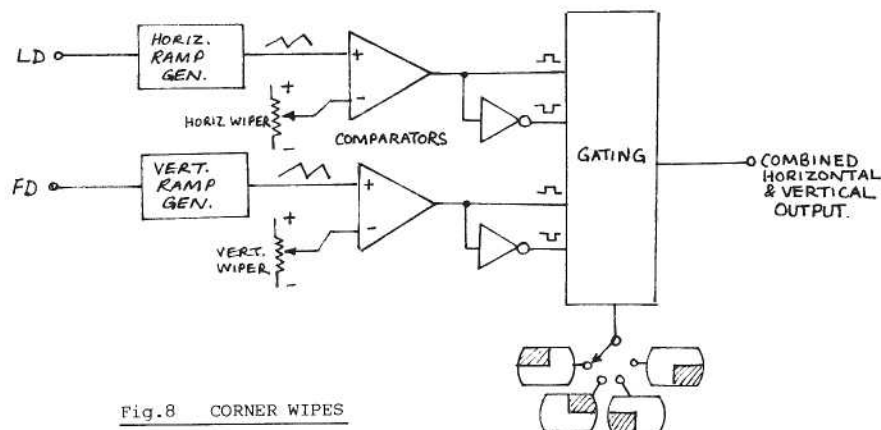 LD
HORIZ.
RAMP
GEN.
+
-
+
-
HORIZ WIPER
COMPARATORS
FD
VERT.
RAMP
GEN.
+
-
+
-
VERT.
WIPER
GATING
COMBINED
HORIZONTAL
& VERTICAL
OUTPUT.
Fig.8 CORNER WIPES